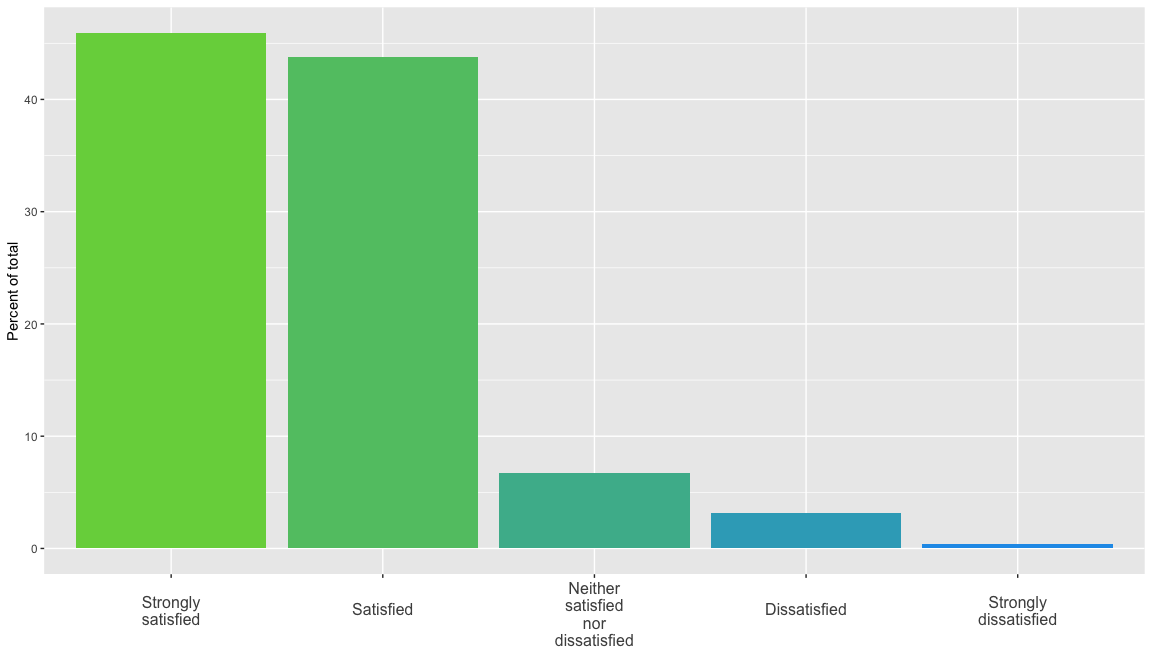 Percent of total
40
30
20
10
0
Strongly
satisfied
Satisfied
Neither
satisfied
nor
dissatisfied
Dissatisfied
Strongly
dissatisfied